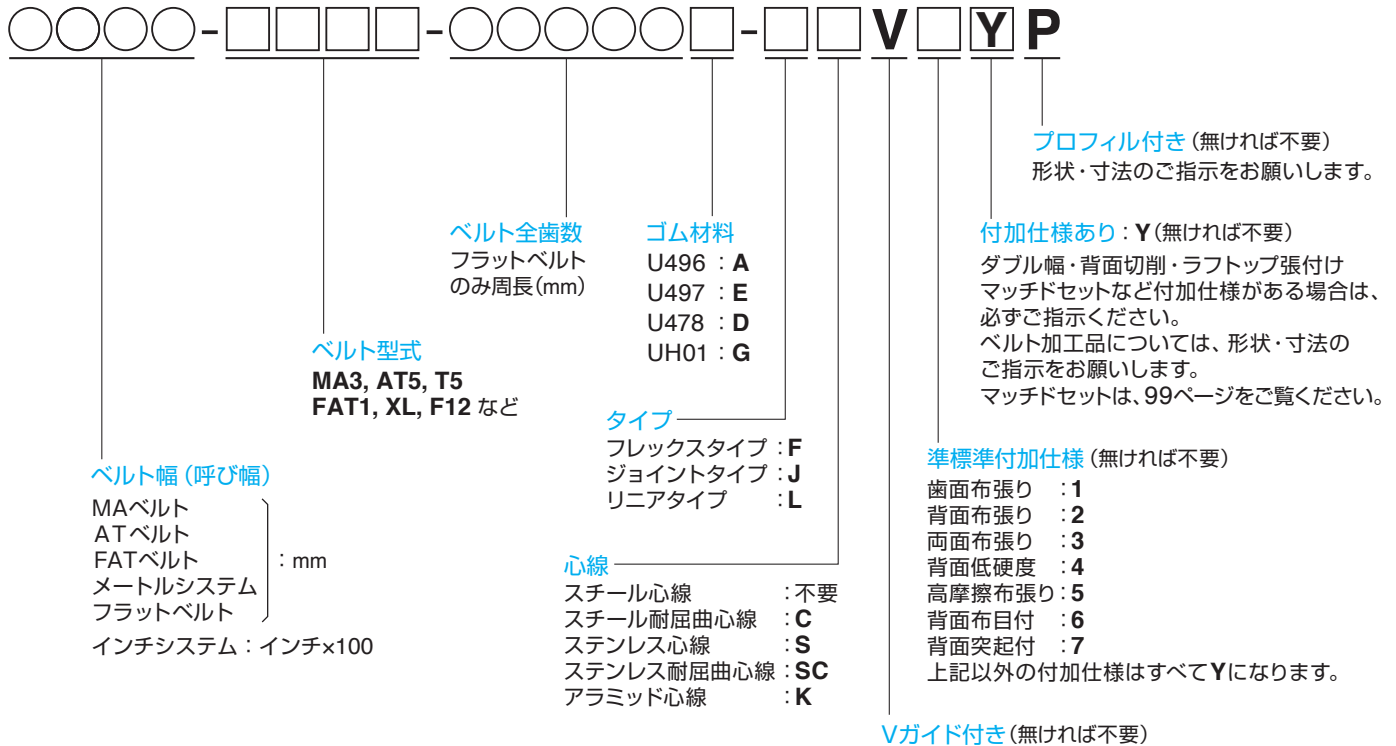 ○○○○-□□□□-○○○○○□-□□V□YP
プロフィル付き（無ければ不要）
形状・寸法のご指示をお願いします。
付加仕様あり：Y（無ければ不要）
ダブル幅・背面切削・ラフトップ張付け
マッチドセットなど付加仕様がある場合は、
必ずご指示ください。
ベルト加工品については、形状・寸法の
ご指示をお願いします。
マッチドセットは、99ページをご覧ください。
ベルト全歯数
フラットベルト
のみ周長（mm）
ゴム材料
U496：A
U497：E
U478：D
UH01：G
ベルト型式
MA3, AT5, T5
FAT1, XL, F12 など
タイプ
フレックスタイプ：F
ジョイントタイプ：J
リニアタイプ：L
準標準付加仕様（無ければ不要）
歯面布張り：1
背面布張り：2
両面布張り：3
背面低硬度：4
高摩擦布張り：5
背面布目付：6
背面突起付：7
上記以外の付加仕様はすべてYになります。
ベルト幅（呼び幅）
MAベルト
ATベルト
FATベルト
メートルシステム
フラットベルト
：mm
インチシステム：インチ×100
心線
スチール心線：不要
スチール耐屈曲心線：C
ステンレス心線：S
ステンレス耐屈曲心線：SC
アラミッド心線：K
Vガイド付き（無ければ不要）